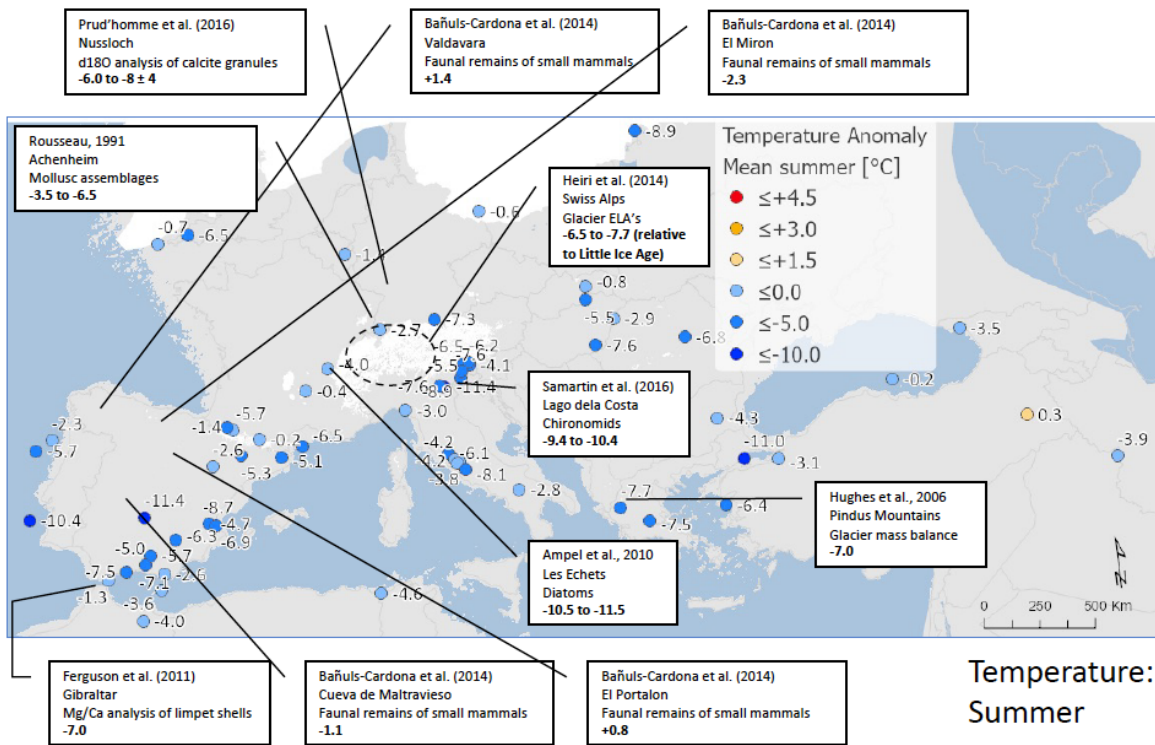 Prud'homme et al. (2016)
Nussloch
d18O analysis of calcite granules
-6.0 to -8 ± 4
Bañuls-Cardona et al. (2014)
Valdavara
Faunal remains of small mammals
+1.4
Bañuls-Cardona et al. (2014)
El Miron
Faunal remains of small mammals
-2.3
Rousseau, 1991
Achenheim
Mollusc assemblages
-3.5 to -6.5
Heiri et al. (2014)
Swiss Alps
Glacier ELA's
-6.5 to -7.7 (relative
to Little Ice Age)
Temperature Anomaly
Mean summer [°C]
≤+4.5
≤+3.0
≤+1.5
≤0.0
≤-5.0
≤-10.0
-8.9
-0.6
-0.7
-6.5
-0.8
-5.5
-2.9
-7.3
-2.7
-6.5
-6.2
-7.6
-5.5
-4.1
-7.6
-6.8
-3.5
-0.2
0.3
-4.0
-0.4
-7.6
-8.9
-11.4
-3.0
-4.3
-11.0
-3.1
-3.9
Samartin et al. (2016)
Lago dela Costa
Chironomids
-9.4 to -10.4
-2.3
-5.7
-5.7
-1.4
-0.2
-6.5
-2.6
-5.3
-5.1
-4.2
-6.1
-4.2
-3.8
-8.1
-2.8
-7.7
-7.5
-6.4
Hughes et al., 2006
Pindus Mountains
Glacier mass balance
-7.0
-10.4
-11.4
-8.7
-4.7
-6.3
-6.9
-5.0
-5.7
-7.5
-7.1
-2.6
-1.3
-3.6
-4.0
-4.6
Ampel et al., 2010
Les Echets
Diatoms
-10.5 to -11.5
N
0 250 500 Km
Ferguson et al. (2011)
Gibraltar
Mg/Ca analysis of limpet shells
-7.0
Bañuls-Cardona et al. (2014)
Cueva de Maltravieso
Faunal remains of small mammals
-1.1
Bañuls-Cardona et al. (2014)
El Portalon
Faunal remains of small mammals
+0.8
Temperature:
Summer